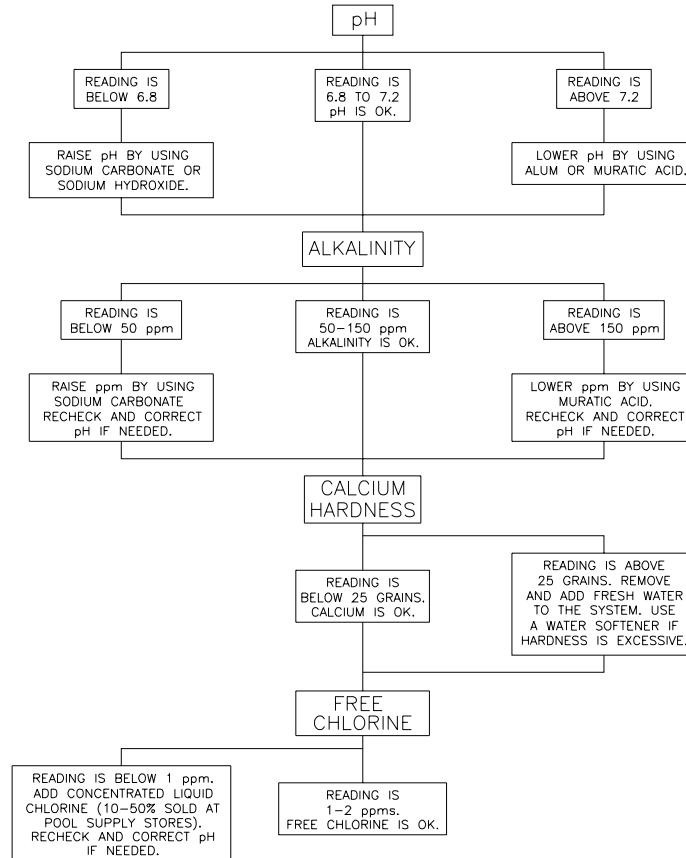 pH
READING IS
BELOW 6.8
READING IS
6.8 TO 7.2
pH IS OK.
READING IS
ABOVE 7.2
RAISE pH BY USING
SODIUM CARBONATE OR
SODIUM HYDROXIDE.
LOWER pH BY USING
ALUM OR MURATIC ACID.
ALKALINITY
READING IS
BELOW 50 ppm
READING IS
50-150 ppm
ALKALINITY IS OK.
READING IS
ABOVE 150 ppm
RAISE ppm BY USING
SODIUM CARBONATE
RECHECK AND CORRECT
pH IF NEEDED.
LOWER ppm BY USING
MURATIC ACID.
RECHECK AND CORRECT
pH IF NEEDED.
CALCIUM
HARDNESS
READING IS
BELOW 25 GRAINS.
CALCIUM IS OK.
READING IS ABOVE
25 GRAINS. REMOVE
AND ADD FRESH WATER
TO THE SYSTEM. USE
A WATER SOFTENER IF
HARDNESS IS EXCESSIVE.
FREE
CHLORINE
READING IS BELOW 1 ppm.
ADD CONCENTRATED LIQUID
CHLORINE (10-50% SOLD AT
POOL SUPPLY STORES).
RECHECK AND CORRECT pH
IF NEEDED.
READING IS
1-2 ppms.
FREE CHLORINE IS OK.